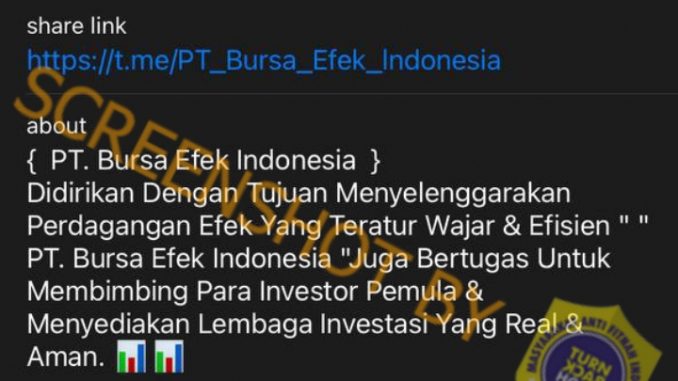 share link
https://t.me/PT_Bursa_Efek_Indonesia
about
{ PT. Bursa Efek Indonesia }
Didirikan Dengan Tujuan Menyelenggarakan
Perdagangan Efek Yang Teratur Wajar & Efisien " "
PT. Bursa Efek Indonesia "Juga Bertugas Untuk
Membimbing Para Investor Pemula &
Menyediakan Lembaga Investasi Yang Real &
Aman. 📊📊
SCREENSHOT BY
MASYARAKAT ANTI FITNAH INDO
TURN
BACK